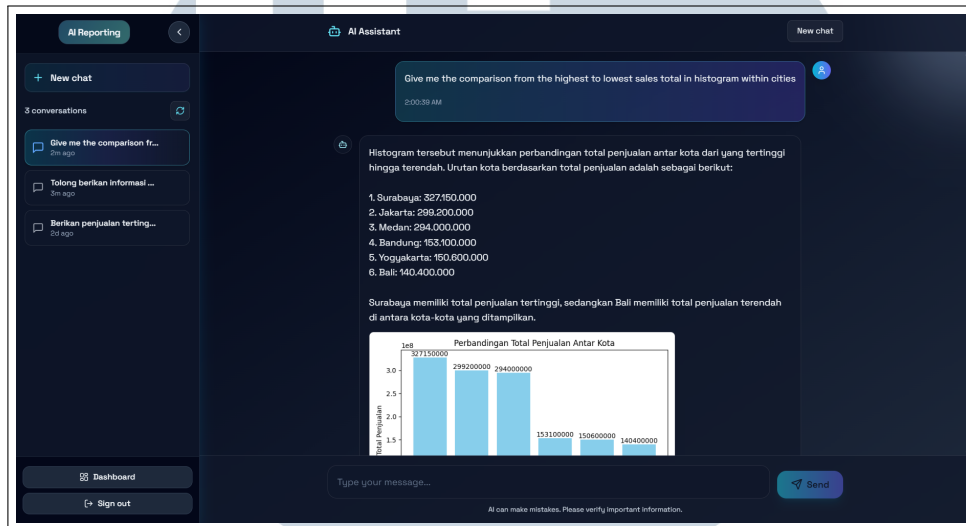 AI Reporting
AI Assistant
New chat
+ New chat
3 conversations
Give me the comparison fr...
2m ago
Tolong berikan informasi ...
3m ago
Berikan penjualan terting...
2d ago
Dashboard
Sign out
Give me the comparison from the highest to lowest sales total in histogram within cities
2:00:39 AM
Histogram tersebut menunjukkan perbandingan total penjualan antar kota dari yang tertinggi
hingga terendah. Urutan kota berdasarkan total penjualan adalah sebagai berikut:
1. Surabaya: 327.150.000
2. Jakarta: 299.200.000
3. Medan: 294.000.000
4. Bandung: 153.100.000
5. Yogyakarta: 150.600.000
6. Bali: 140.400.000
Surabaya memiliki total penjualan tertinggi, sedangkan Bali memiliki total penjualan terendah
di antara kota-kota yang ditampilkan.
Perbandingan Total Penjualan Antar Kota
1e8
327150000
299200000 294000000
153100000 150600000 140400000
3.0
2.5
2.0
1.5
Total Penjualan
Type your message...
Send
AI can make mistakes. Please verify important information.